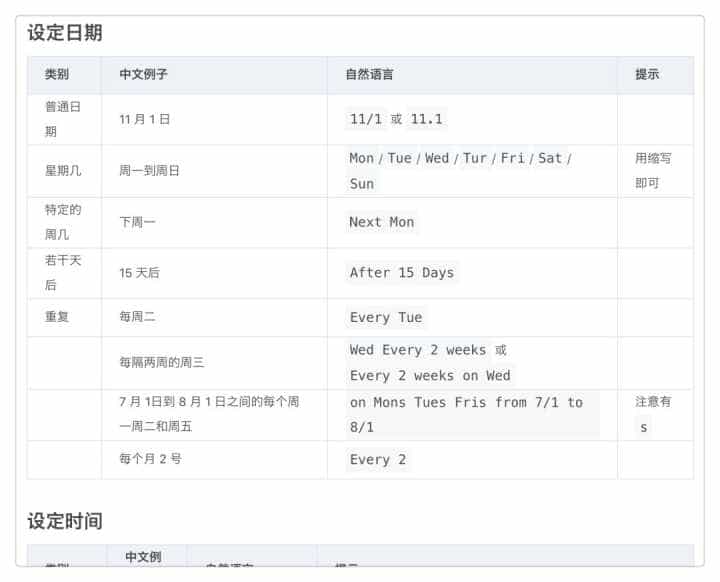 设定日期
类别 中文例子 自然语言 提示
普通日期 11 月 1 日 11/1 或 11.1
星期几 周一到周日 Mon / Tue / Wed / Tur / Fri / Sat / Sun 用缩写即可
特定的周几 下周一 Next Mon
若干天后 15 天后 After 15 Days
重复 每周二 Every Tue
每隔两周的周三 Wed Every 2 weeks 或 Every 2 weeks on Wed
7 月 1日到 8 月 1 日之间的每个周一周二和周五 on Mons Tues Fris from 7/1 to 8/1 注意有 s
每个月 2 号 Every 2
设定时间
中文例